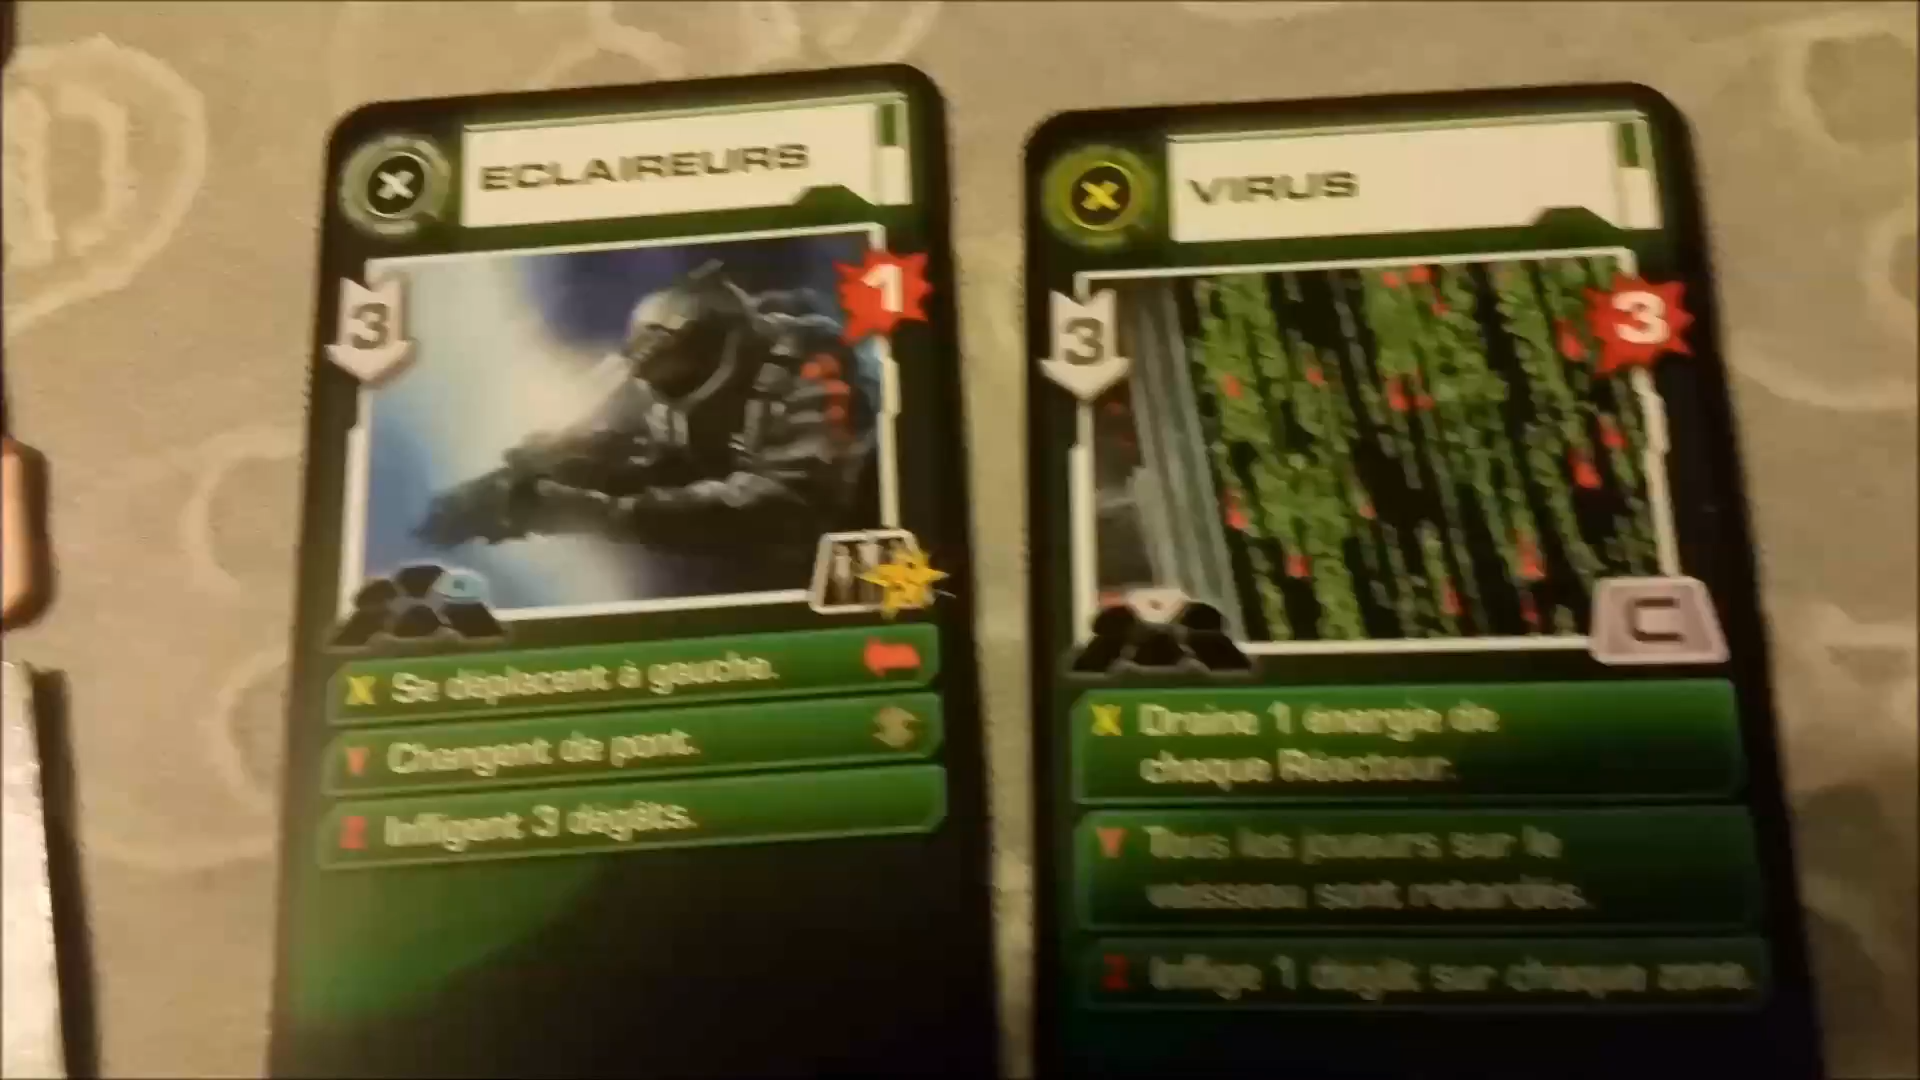 ECLAIREURS
3
1
X Se déplacent à gauche.
Y Changent de pont.
Z Infligent 3 dégâts.
VIRUS
3
3
C
X Draine 1 énergie de
chaque Réacteur.
Y Tous les joueurs sur le
vaisseau sont retardés.
Z Inflige 1 dégât sur chaque zone.